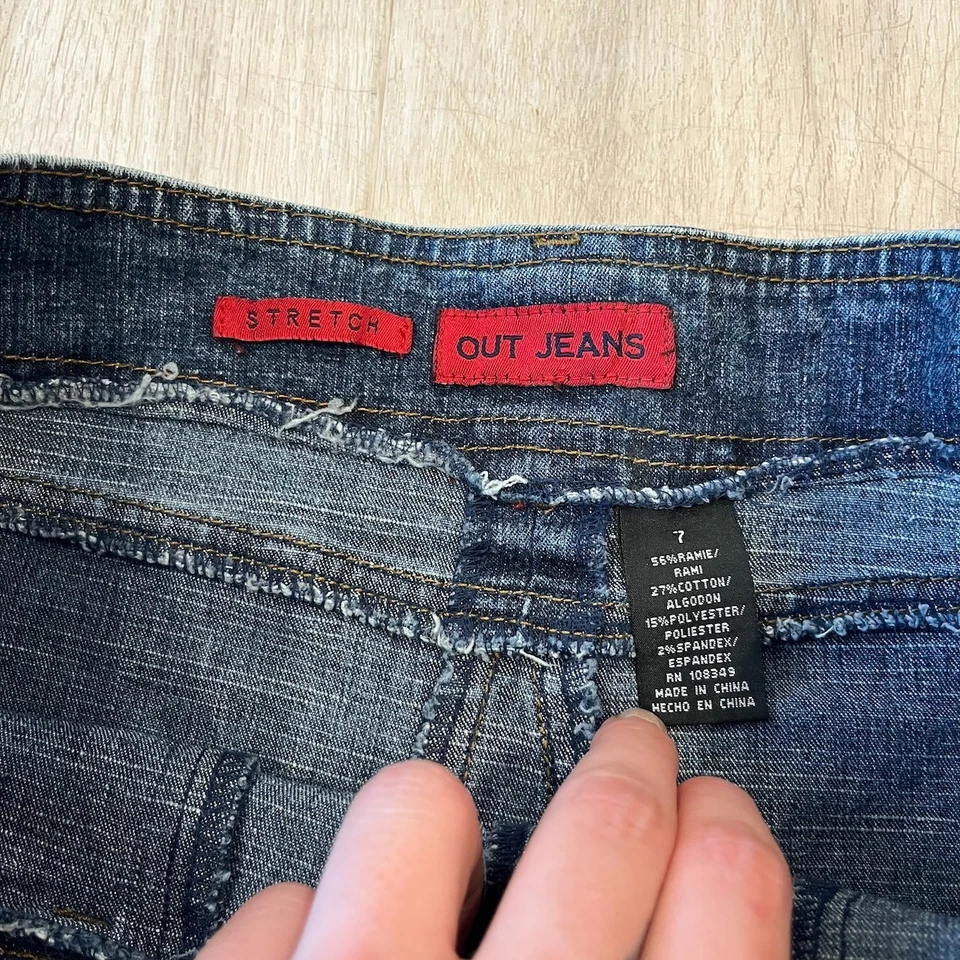 STRETCH
OUT JEANS
7
56%RAMIE/
RAMI
27%COTTON/
ALGODON
15%POLYESTER/
POLIESTER
2%SPANDEX/
ESPANDEX
RN 108349
MADE IN CHINA
HECHO EN CHINA